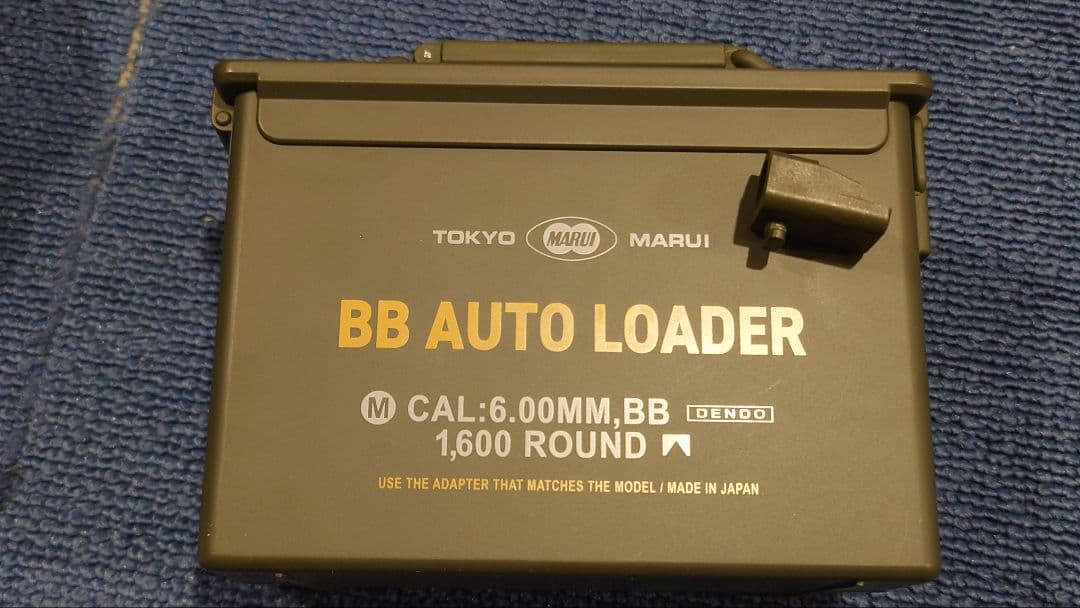 TOKYO MARUI MARUI
BB AUTO LOADER
M CAL:6.00MM,BB DENDO
1,600 ROUND
USE THE ADAPTER THAT MATCHES THE MODEL / MADE IN JAPAN